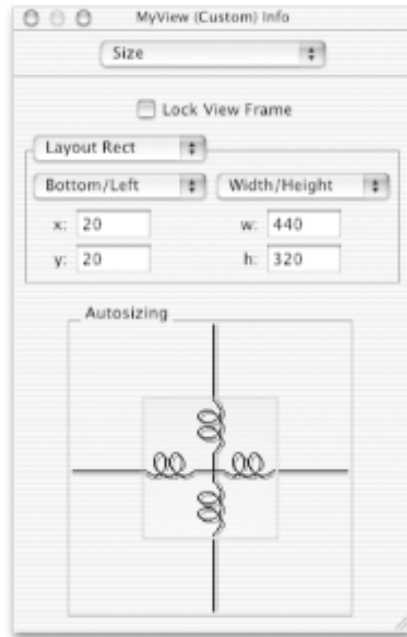 MyView (Custom) Info
Size
Lock View Frame
Layout Rect
Bottom/Left Width/Height
x: 20 w: 440
y: 20 h: 320
Autosizing